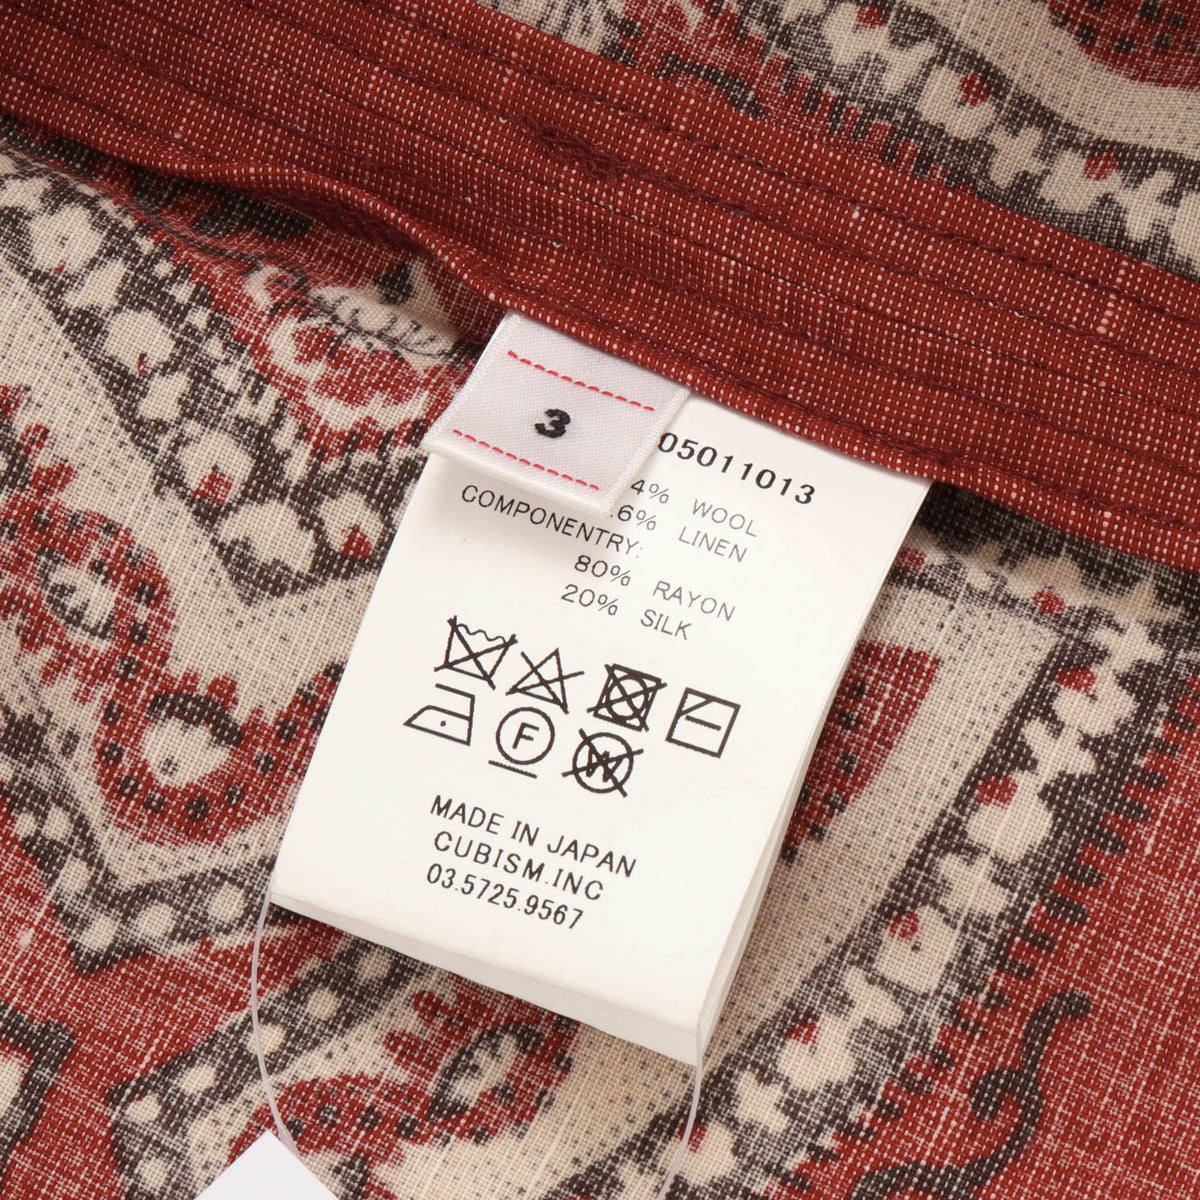 3
05011013
4% WOOL
6% LINEN
COMPONENTRY:
80% RAYON
20% SILK
F
W
MADE IN JAPAN
CUBISM.INC
03.5725.9567